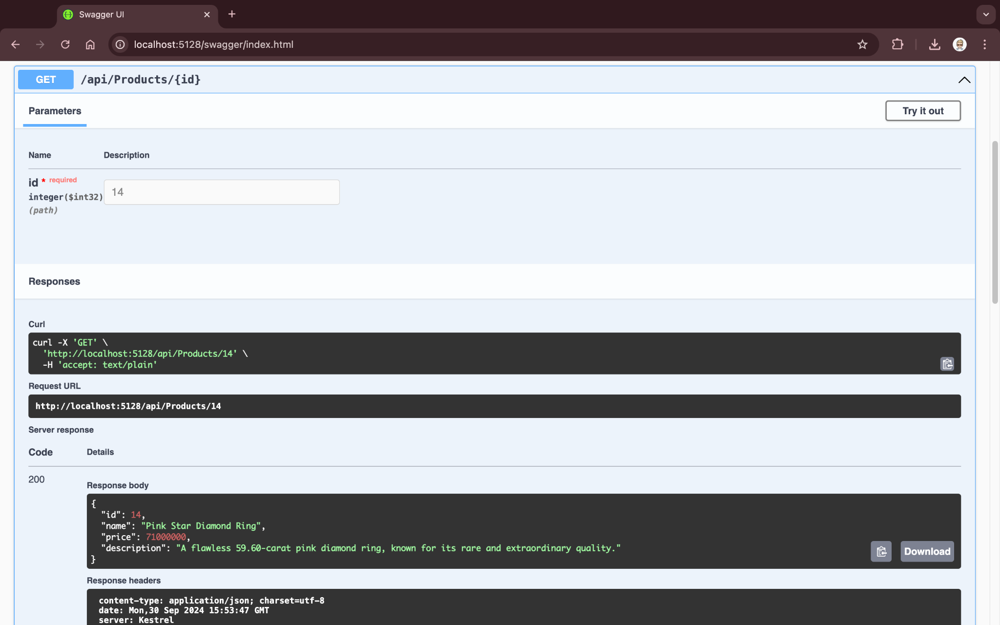 Swagger UI
localhost:5128/swagger/index.html
GET /api/Products/{id}
Parameters
Try it out
Name Description
id * required
integer($int32)
(path)
14
Responses
Curl
curl -X 'GET' \
'http://localhost:5128/api/Products/14' \
-H 'accept: text/plain'
Request URL
http://localhost:5128/api/Products/14
Server response
Code Details
200
Response body
{
"id": 14,
"name": "Pink Star Diamond Ring",
"price": 71000000,
"description": "A flawless 59.60-carat pink diamond ring, known for its rare and extraordinary quality."
}
Download
Response headers
content-type: application/json; charset=utf-8
date: Mon,30 Sep 2024 15:53:47 GMT
server: Kestrel